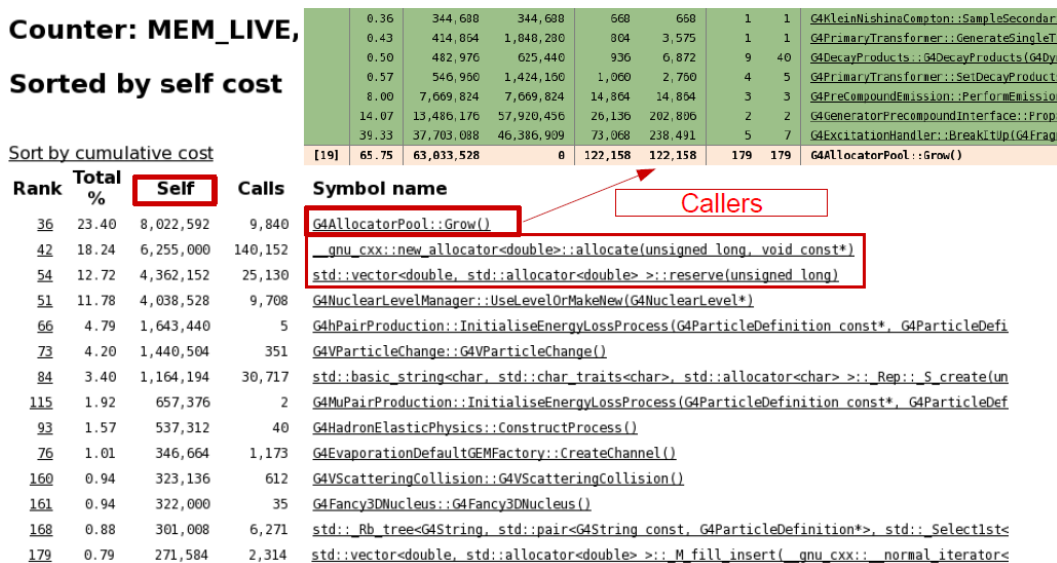 Counter: MEM_LIVE,
Sorted by self cost
Sort by cumulative cost
0.36 344,688 344,688 668 668 1 1 G4KleinNishinaCompton::SampleSecondar
0.43 414,864 1,848,280 804 3,575 1 1 G4PrimaryTransformer::GenerateSingleT
0.50 482,976 625,440 936 6,872 9 40 G4DecayProducts::G4DecayProducts(G4Dy
0.57 546,960 1,424,160 1,060 2,760 4 5 G4PrimaryTransformer::SetDecayProduct
8.00 7,669,824 7,669,824 14,864 14,864 3 3 G4PreCompoundEmission::PerformEmissio
14.07 13,486,176 57,920,456 26,136 202,806 2 2 G4GeneratorPrecompoundInterface::Prop
39.33 37,703,088 46,386,909 73,068 238,491 5 7 G4ExcitationHandler::BreakItUp(G4Frag
[19] 65.75 63,033,528 0 122,158 122,158 179 179 G4AllocatorPool::Grow()
Callers
Rank Total % Self Calls Symbol name
36 23.40 8,022,592 9,840 G4AllocatorPool::Grow()
42 18.24 6,255,000 140,152 __gnu_cxx::new_allocator<double>::allocate(unsigned long, void const*)
54 12.72 4,362,152 25,130 std::vector<double, std::allocator<double> >::reserve(unsigned long)
51 11.78 4,038,528 9,708 G4NuclearLevelManager::UseLevelOrMakeNew(G4NuclearLevel*)
66 4.79 1,643,440 5 G4hPairProduction::InitialiseEnergyLossProcess(G4ParticleDefinition const*, G4ParticleDefi
73 4.20 1,440,504 351 G4VParticleChange::G4VParticleChange()
84 3.40 1,164,194 30,717 std::basic_string<char, std::char_traits<char>, std::allocator<char> >::_Rep::_S_create(un
115 1.92 657,376 2 G4MuPairProduction::InitialiseEnergyLossProcess(G4ParticleDefinition const*, G4ParticleDef
93 1.57 537,312 40 G4HadronElasticPhysics::ConstructProcess()
76 1.01 346,664 1,173 G4EvaporationDefaultGEMFactory::CreateChannel()
160 0.94 323,136 612 G4VScatteringCollision::G4VScatteringCollision()
161 0.94 322,000 35 G4Fancy3DNucleus::G4Fancy3DNucleus()
168 0.88 301,008 6,271 std::_Rb_tree<G4String, std::pair<G4String const, G4ParticleDefinition*>, std::_Select1st<
179 0.79 271,584 2,314 std::vector<double, std::allocator<double> >::_M_fill_insert(__gnu_cxx::__normal_iterator<